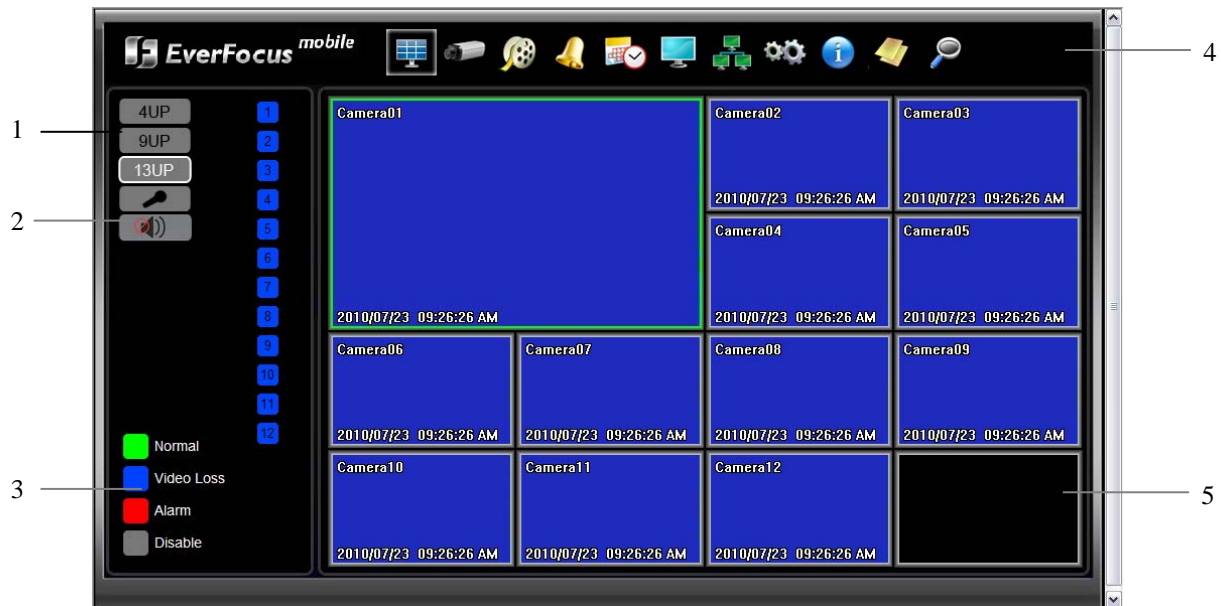 EverFocus mobile
4
1
4UP
9UP
13UP
2
1
2
3
4
5
6
7
8
9
10
11
12
3
Normal
Video Loss
Alarm
Disable
Camera01
2010/07/23 09:26:26 AM
Camera02
2010/07/23 09:26:26 AM
Camera03
2010/07/23 09:26:26 AM
Camera04
2010/07/23 09:26:26 AM
Camera05
2010/07/23 09:26:26 AM
Camera06
2010/07/23 09:26:26 AM
Camera07
2010/07/23 09:26:26 AM
Camera08
2010/07/23 09:26:26 AM
Camera09
2010/07/23 09:26:26 AM
Camera10
2010/07/23 09:26:26 AM
Camera11
2010/07/23 09:26:26 AM
Camera12
2010/07/23 09:26:26 AM
5